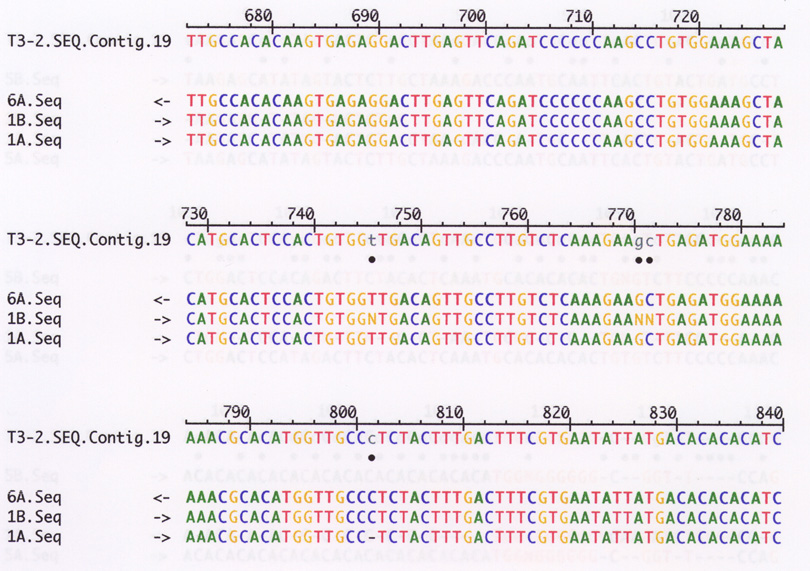 680 690 700 710 720
T3-2.SEQ.Contig.19 TTGCCACACAAGTGAGAGGACTTGAGTTCAGATCCCCCCAAGCCTGTGGAAAGCTA
6A.Seq <- TTGCCACACAAGTGAGAGGACTTGAGTTCAGATCCCCCCAAGCCTGTGGAAAGCTA
1B.Seq -> TTGCCACACAAGTGAGAGGACTTGAGTTCAGATCCCCCCAAGCCTGTGGAAAGCTA
1A.Seq -> TTGCCACACAAGTGAGAGGACTTGAGTTCAGATCCCCCCAAGCCTGTGGAAAGCTA
730 740 750 760 770 780
T3-2.SEQ.Contig.19 CATGCACTCCACTGTGGtTGACAGTTGCCTTGTCTCAAAGAAgcTGAGATGGAAAA
6A.Seq <- CATGCACTCCACTGTGGTTGACAGTTGCCTTGTCTCAAAGAAGCTGAGATGGAAAA
1B.Seq -> CATGCACTCCACTGTGGNTGACAGTTGCCTTGTCTCAAAGAANNTGAGATGGAAAA
1A.Seq -> CATGCACTCCACTGTGGTTGACAGTTGCCTTGTCTCAAAGAAGCTGAGATGGAAAA
790 800 810 820 830 840
T3-2.SEQ.Contig.19 AAACGCACATGGTTGCCcTCTACTTTGACTTTCGTGAATATTATGACACACACATC
6A.Seq <- AAACGCACATGGTTGCCCTCTACTTTGACTTTCGTGAATATTATGACACACACATC
1B.Seq -> AAACGCACATGGTTGCCCTCTACTTTGACTTTCGTGAATATTATGACACACACATC
1A.Seq -> AAACGCACATGGTTGCC-TCTACTTTGACTTTCGTGAATATTATGACACACACATC